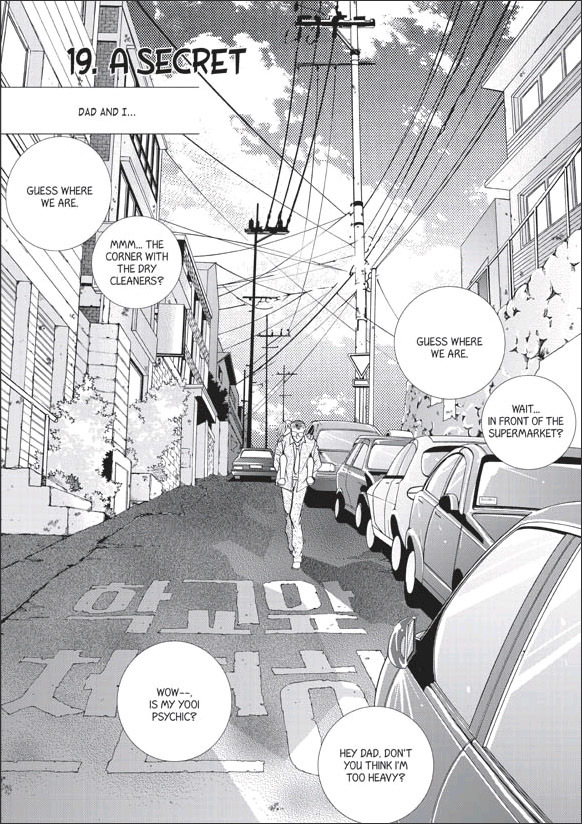 19. A SECRET
DAD AND I...
GUESS WHERE
WE ARE.
MMM... THE
CORNER WITH
THE DRY
CLEANERS?
GUESS WHERE
WE ARE.
WAIT...
IN FRONT OF THE
SUPERMARKET?
학교앞
천천히
WOW--,
IS MY YOOI
PSYCHIC?
HEY DAD, DON'T
YOU THINK I'M
TOO HEAVY?